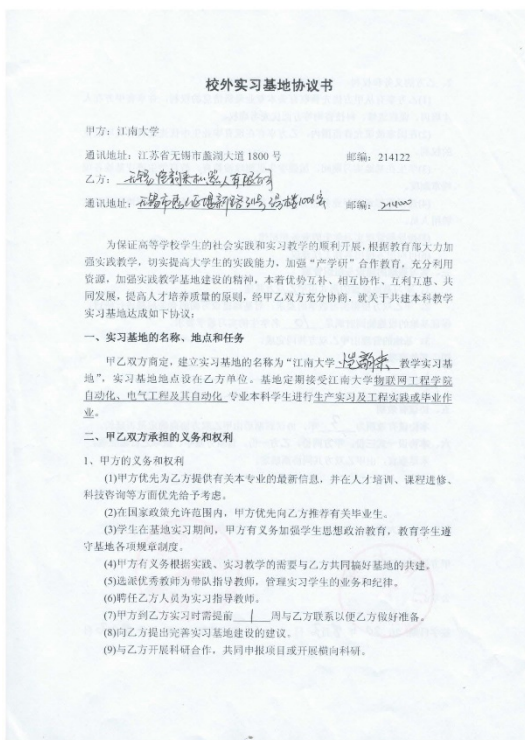 校外实习基地协议书
甲方：江南大学
通讯地址：江苏省无锡市蠡湖大道 1800 号 邮编：214122
乙方：无锡 机器人有限公司
通讯地址：无锡市 邮编：214000
为保证高等学校学生的社会实践和实习教学的顺利开展，根据教育部大力加
强实践教学，切实提高大学生的实践能力，加强“产学研”合作教育，充分利用
资源，加强实践教学基地建设的精神，本着优势互补、相互协作、互利互惠、共
同发展，提高人才培养质量的原则，经甲乙双方充分协商，就关于共建本科教学
实习基地达成如下协议：
一、实习基地的名称、地点和任务
甲乙双方商定，建立实习基地的名称为“江南大学 教学实习基
地”，实习基地地点设在乙方单位。基地定期接受江南大学物联网工程学院
自动化、电气工程及其自动化 专业本科学生进行生产实习及工程实践或毕业作
业。
二、甲乙双方承担的义务和权利
1、甲方的义务和权利
(1)甲方优先为乙方提供有关本专业的最新信息，并在人才培训、课程进修、
科技咨询等方面优先给予考虑。
(2)在国家政策允许范围内，甲方优先向乙方推荐有关毕业生。
(3)学生在基地实习期间，甲方有义务加强学生思想政治教育，教育学生遵
守基地各项规章制度。
(4)甲方有义务根据实践、实习教学的需要与乙方共同搞好基地的共建。
(5)选派优秀教师为带队指导教师，管理实习学生的业务和纪律。
(6)聘任乙方人员为实习指导教师。
(7)甲方到乙方实习时需提前 1 周与乙方联系以便乙方做好准备。
(8)向乙方提出完善实习基地建设的建议。
(9)与乙方开展科研合作，共同申报项目或开展横向科研。